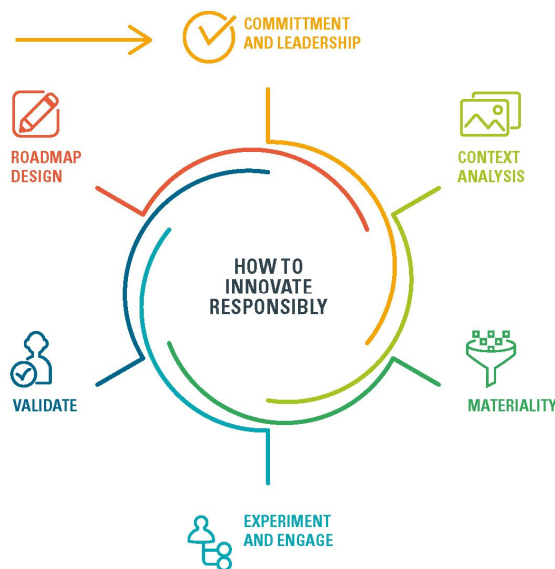 COMMITTMENT
AND LEADERSHIP
CONTEXT
ANALYSIS
MATERIALITY
EXPERIMENT
AND ENGAGE
VALIDATE
ROADMAP
DESIGN
HOW TO
INNOVATE
RESPONSIBLY